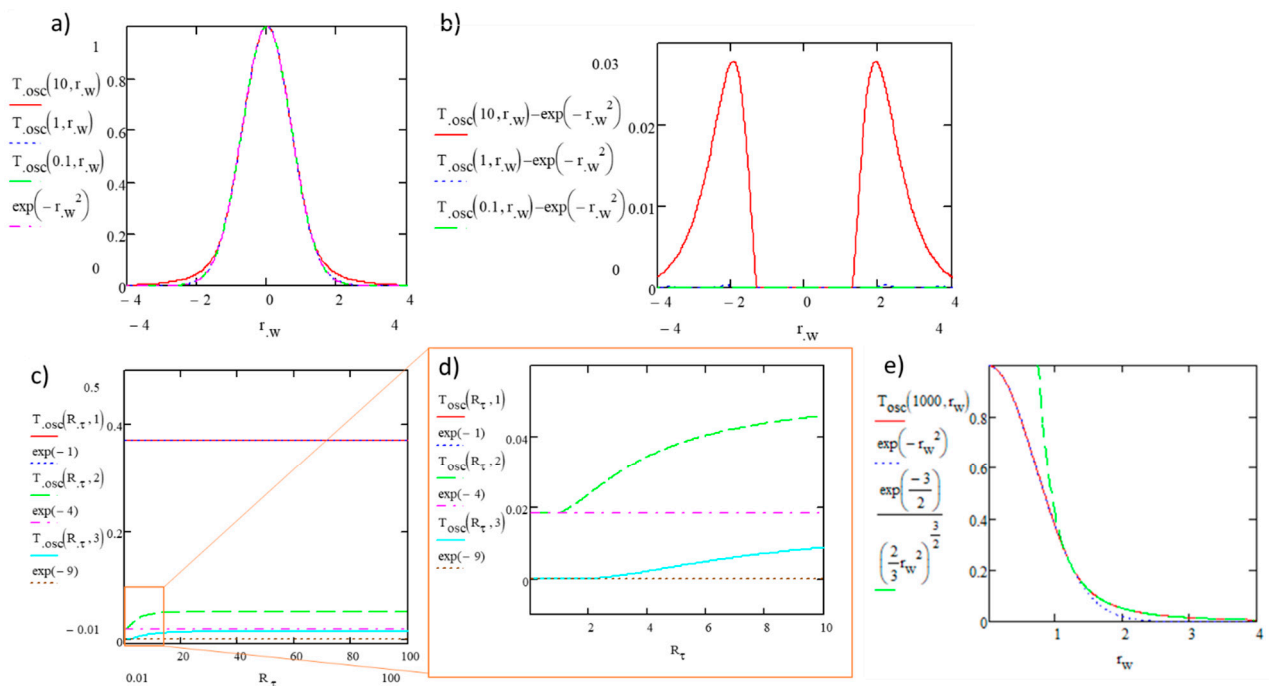 a)
1
T.osc(10, r.w)
T.osc(1, r.w)
T.osc(0.1, r.w)
exp(−r.w²)
0
1
0.8
0.6
0.4
0.2
0
−4 −2 0 2 4
−4 4
r.w
b)
0.03
T.osc(10, r.w)−exp(−r.w²)
T.osc(1, r.w)−exp(−r.w²)
T.osc(0.1, r.w)−exp(−r.w²)
0
0.02
0.01
0
−4 −2 0 2 4
−4 4
r.w
c)
0.5
T.osc(R.τ, 1)
exp(−1)
T.osc(R.τ, 2)
exp(−4)
T.osc(R.τ, 3)
exp(−9)
−0.01
0.4
0.2
0
20 40 60 80 100
0.01 100
R.τ
d)
Tosc(Rτ, 1)
exp(−1)
Tosc(Rτ, 2)
exp(−4)
Tosc(Rτ, 3)
exp(−9)
0.04
0.02
0
2 4 6 8 10
Rτ
e)
Tosc(1000, rw)
exp(−rw²)
exp(−3/2)
(2/3 rw²)^(3/2)
1
0.8
0.6
0.4
0.2
0
1 2 3 4
rw